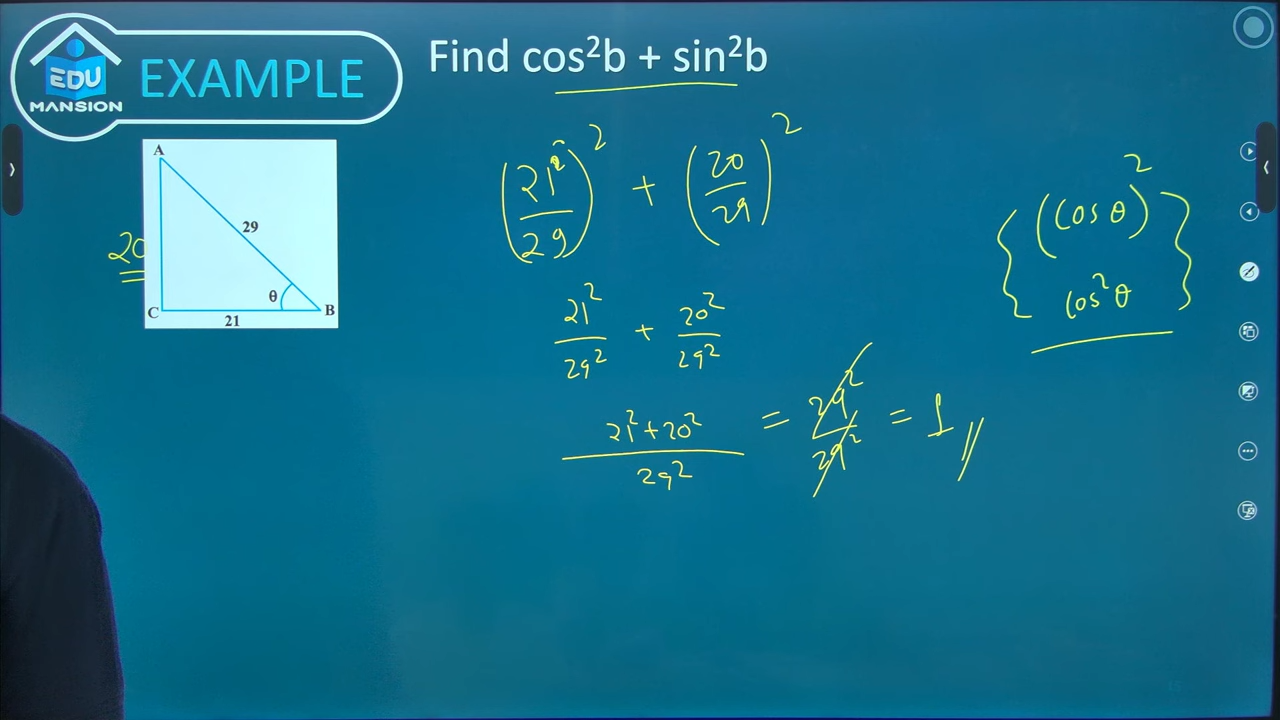 EDU
MANSION
EXAMPLE
Find cos²b + sin²b
A
29
20
θ
C
B
21
(21²/29)² + (20/29)²
21²/29² + 20²/29²
21²+20²/29² = 29²/29² = 1 //
{(cos θ)²
cos²θ}